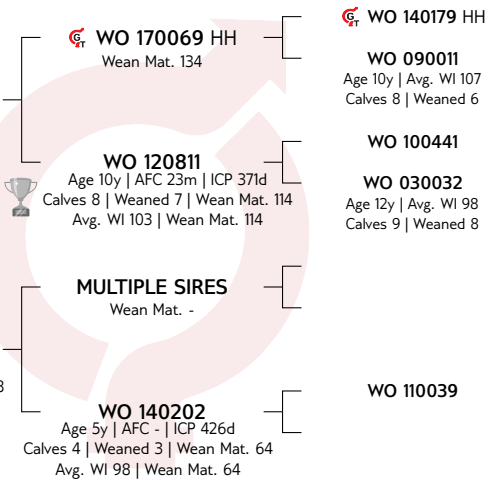 WO 140179 HH
WO 170069 HH
Wean Mat. 134
WO 090011
Age 10y | Avg. WI 107
Calves 8 | Weaned 6
WO 100441
WO 120811
Age 10y | AFC 23m | ICP 371d
Calves 8 | Weaned 7 | Wean Mat. 114
Avg. WI 103 | Wean Mat. 114
WO 030032
Age 12y | Avg. WI 98
Calves 9 | Weaned 8
MULTIPLE SIRES
Wean Mat. -
WO 110039
WO 140202
Age 5y | AFC - | ICP 426d
Calves 4 | Weaned 3 | Wean Mat. 64
Avg. WI 98 | Wean Mat. 64